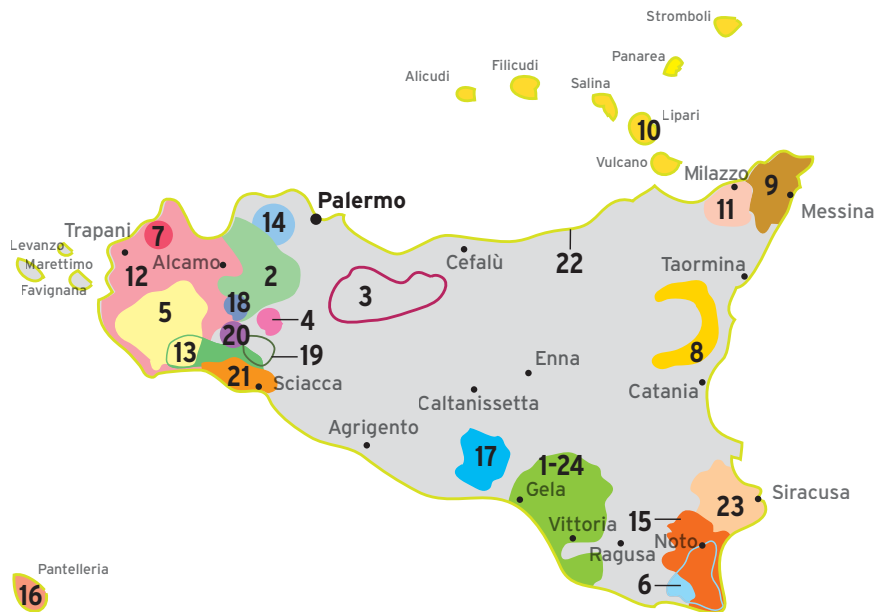 Stromboli
Panarea
Filicudi
Alicudi
Salina
10
Lipari
Vulcano
Milazzo
9
11
Messina
Palermo
14
7
Trapani
Levanzo
Marettimo
Favignana
12
Alcamo
2
Cefalù
22
Taormina
3
5
18
4
20
13
19
21
Sciacca
8
Enna
Catania
Caltanissetta
Agrigento
17
1-24
Gela
23
Siracusa
15
Vittoria
Noto
Ragusa
6
Pantelleria
16